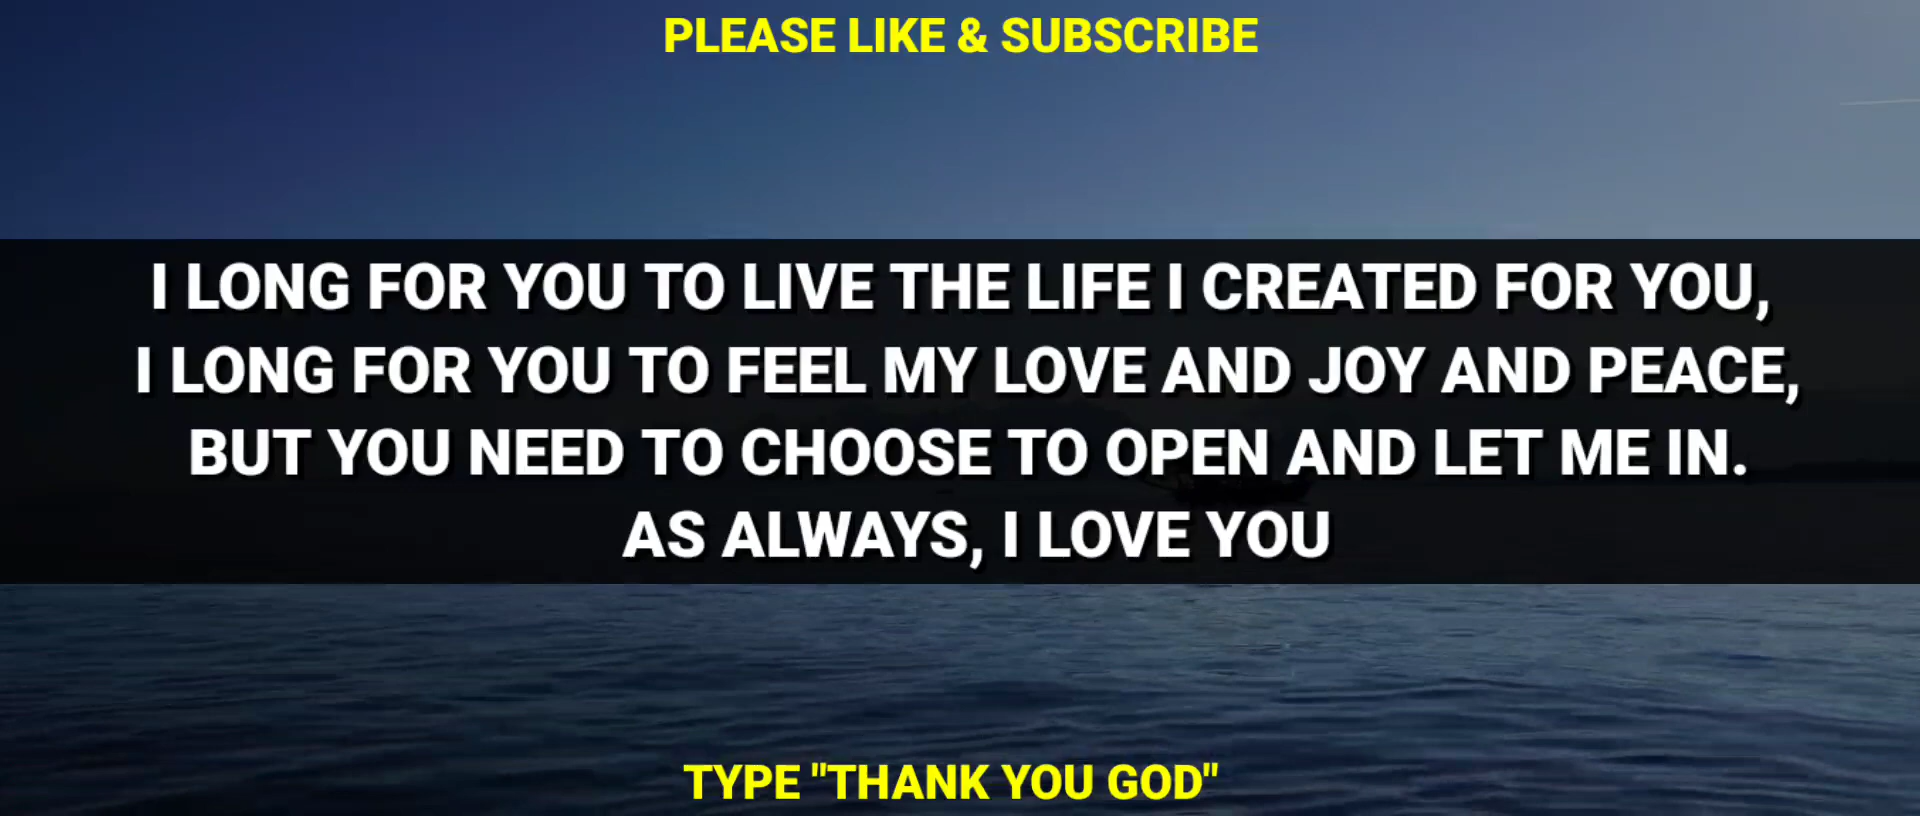 PLEASE LIKE & SUBSCRIBE
I LONG FOR YOU TO LIVE THE LIFE I CREATED FOR YOU,
I LONG FOR YOU TO FEEL MY LOVE AND JOY AND PEACE,
BUT YOU NEED TO CHOOSE TO OPEN AND LET ME IN.
AS ALWAYS, I LOVE YOU
TYPE "THANK YOU GOD"